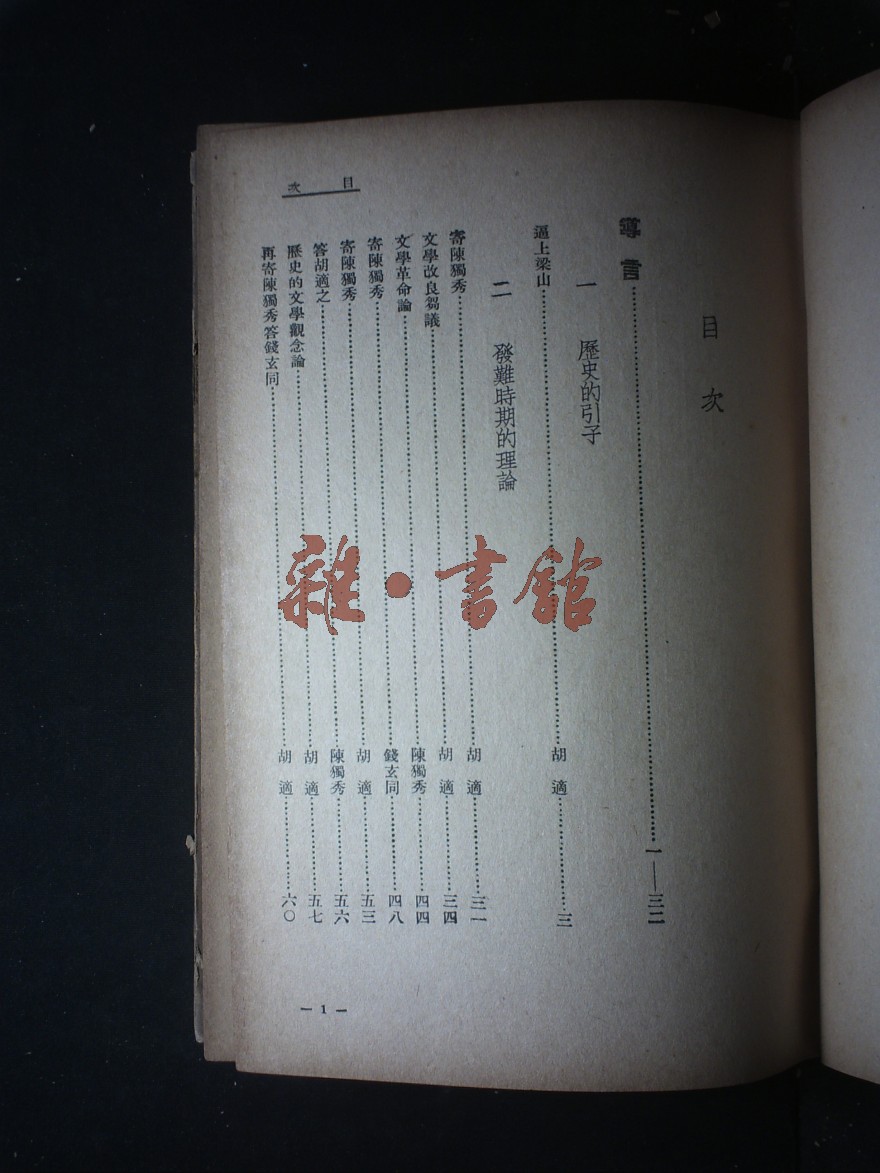 目次
目次
導言……一——三二
一 歷史的引子
逼上梁山……胡適……三
二 發難時期的理論
寄陳獨秀……胡適……三一
文學改良芻議……胡適……三四
文學革命論……陳獨秀……四四
寄陳獨秀……錢玄同……四八
寄陳獨秀……胡適……五三
答胡適之……陳獨秀……五六
歷史的文學觀念論……胡適……五七
再寄陳獨秀答錢玄同……胡適……六〇
— 1 —
雜·書館